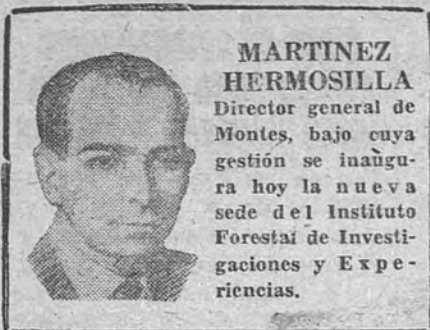 MARTINEZ
HERMOSILLA
Director general de
Montes, bajo cuya
gestión se inaugu-
ra hoy la nueva
sede del Instituto
Forestal de Investi-
gaciones y Expe-
riencias.